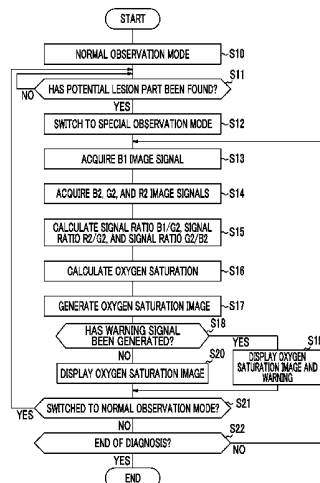 START
NORMAL OBSERVATION MODE
S10
S11
HAS POTENTIAL LESION PART BEEN FOUND?
NO
YES
SWITCH TO SPECIAL OBSERVATION MODE
S12
ACQUIRE B1 IMAGE SIGNAL
S13
ACQUIRE B2, G2, AND R2 IMAGE SIGNALS
S14
CALCULATE SIGNAL RATIO B1/G2, SIGNAL
RATIO R2/G2, AND SIGNAL RATIO G2/B2
S15
CALCULATE OXYGEN SATURATION
S16
GENERATE OXYGEN SATURATION IMAGE
S17
S18
HAS WARNING SIGNAL
BEEN GENERATED?
YES
NO
S20
DISPLAY OXYGEN SATURATION IMAGE
DISPLAY OXYGEN
SATURATION IMAGE AND
WARNING
SWITCHED TO NORMAL OBSERVATION MODE?
S21
YES
NO
S22
END OF DIAGNOSIS?
NO
YES
END